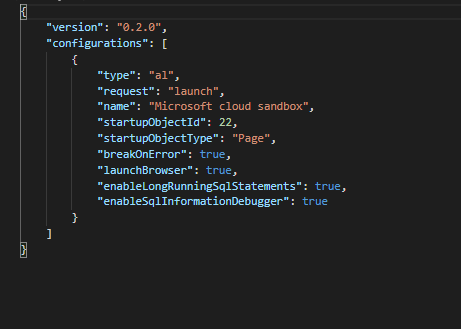 {
"version": "0.2.0",
"configurations": [
{
"type": "al",
"request": "launch",
"name": "Microsoft cloud sandbox",
"startupObjectId": 22,
"startupObjectType": "Page",
"breakOnError": true,
"launchBrowser": true,
"enableLongRunningSqlStatements": true,
"enableSqlInformationDebugger": true
}
]
}